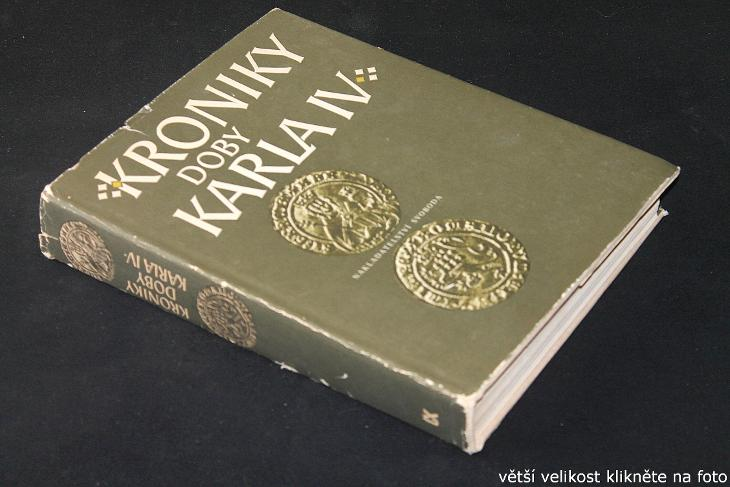 KRONIKY
DOBY
KARLA IV
NAKLADATELSTVÍ SVOBODA
KRONIKY
DOBY
KARLA IV.
větší velikost klikněte na foto